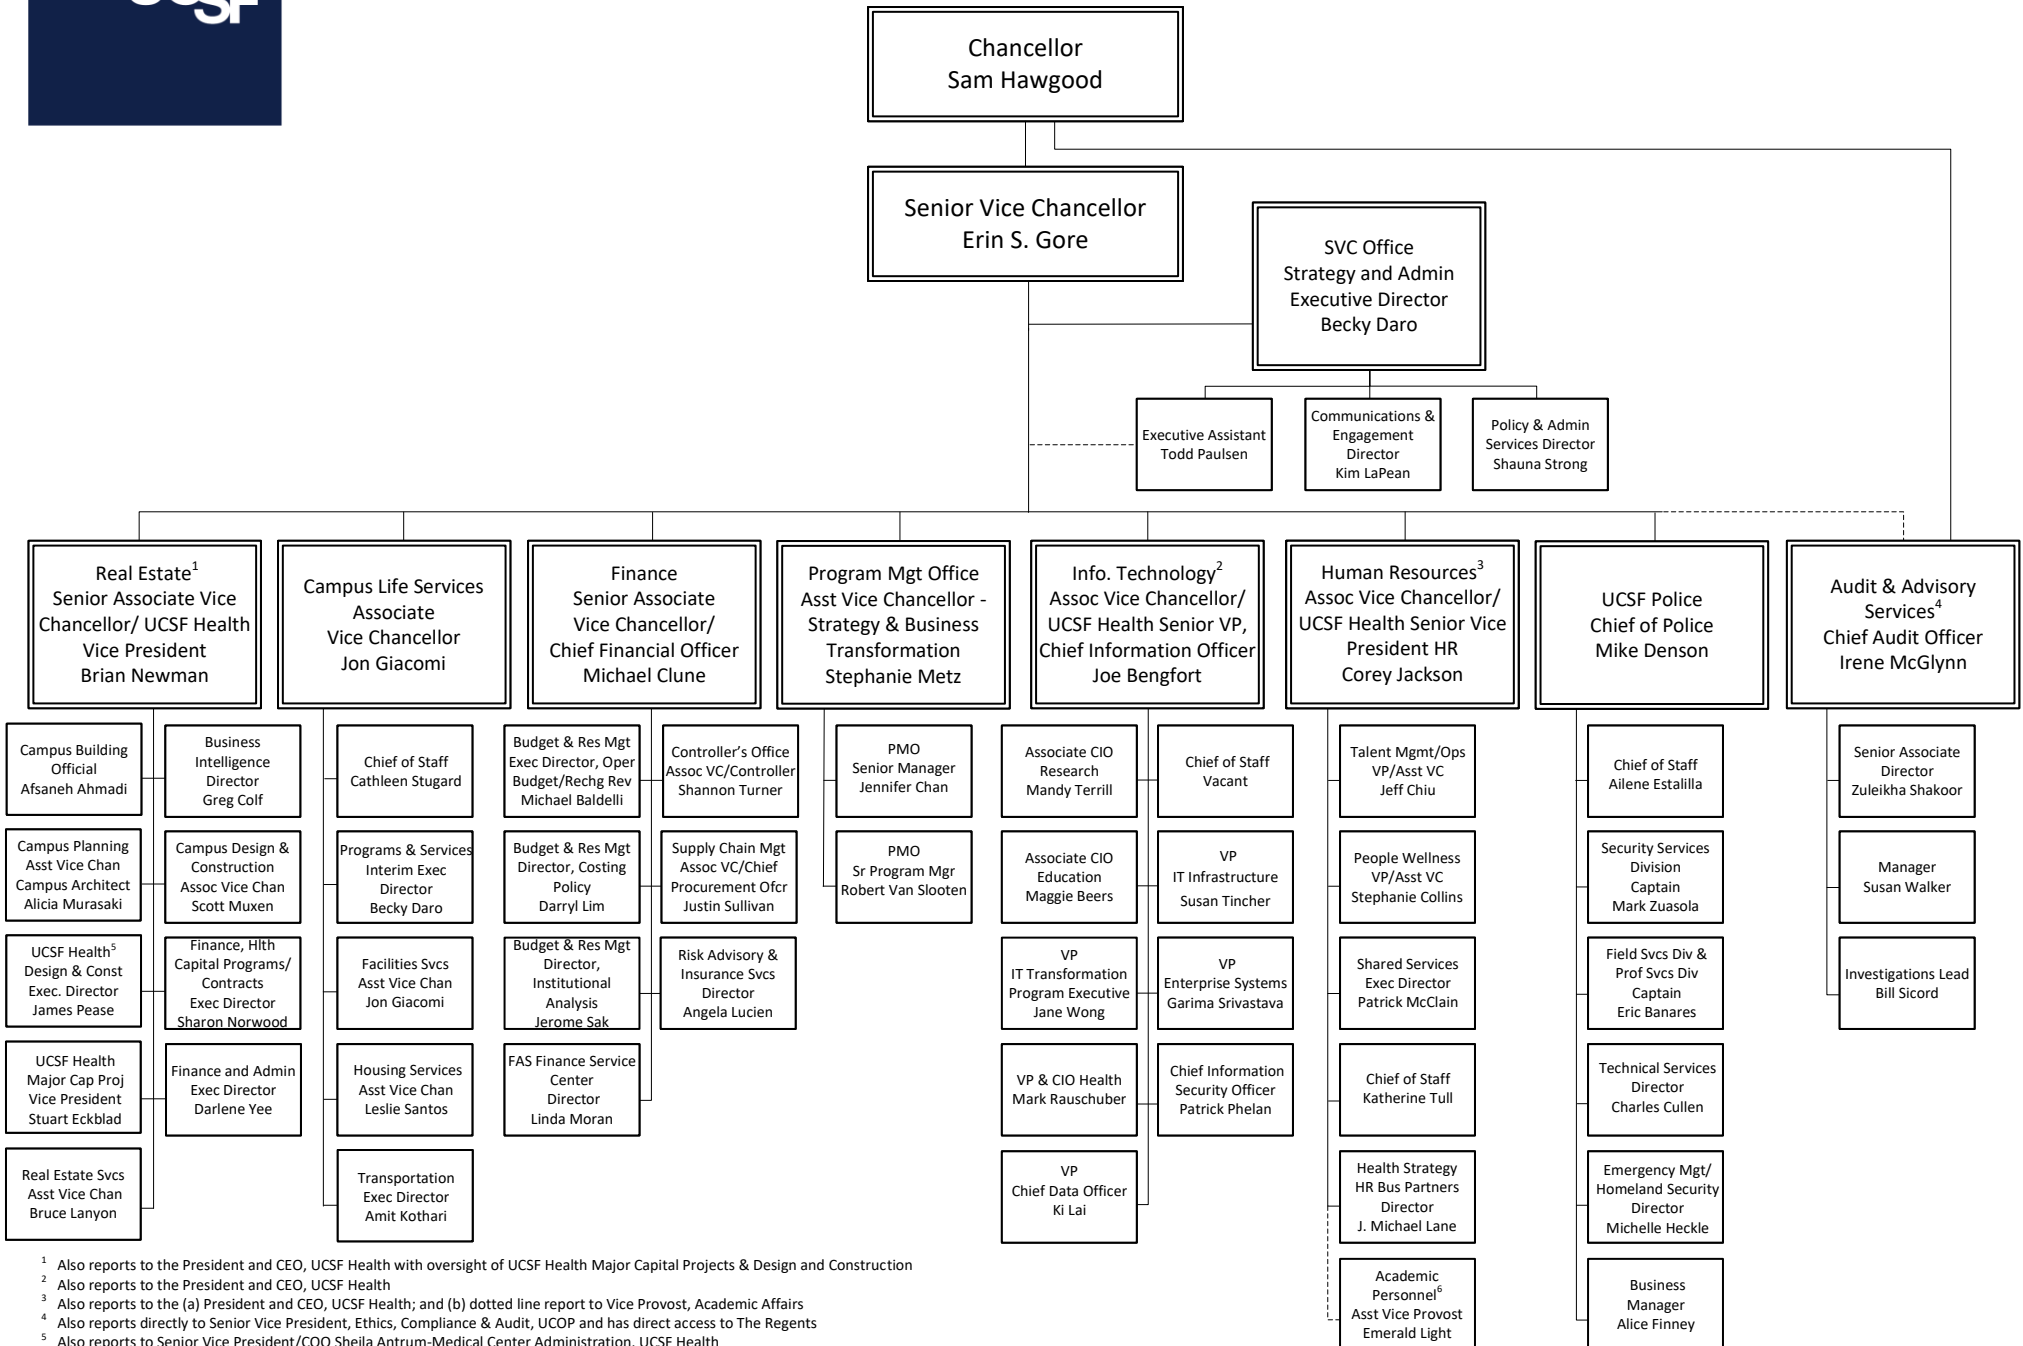 UCSF
Chancellor
Sam Hawgood
Senior Vice Chancellor
Erin S. Gore
SVC Office
Strategy and Admin
Executive Director
Becky Daro
Executive Assistant
Todd Paulsen
Communications &
Engagement
Director
Kim LaPean
Policy & Admin
Services Director
Shauna Strong
Real Estate¹
Senior Associate Vice
Chancellor/ UCSF Health
Vice President
Brian Newman
Campus Life Services
Associate
Vice Chancellor
Jon Giacomi
Finance
Senior Associate
Vice Chancellor/
Chief Financial Officer
Michael Clune
Program Mgt Office
Asst Vice Chancellor -
Strategy & Business
Transformation
Stephanie Metz
Info. Technology²
Assoc Vice Chancellor/
UCSF Health Senior VP,
Chief Information Officer
Joe Bengfort
Human Resources³
Assoc Vice Chancellor/
UCSF Health Senior Vice
President HR
Corey Jackson
UCSF Police
Chief of Police
Mike Denson
Audit & Advisory
Services⁴
Chief Audit Officer
Irene McGlynn
Campus Building
Official
Afsaneh Ahmadi
Business
Intelligence
Director
Greg Colf
Campus Planning
Asst Vice Chan
Campus Architect
Alicia Murasaki
Campus Design &
Construction
Assoc Vice Chan
Scott Muxen
UCSF Health⁵
Design & Const
Exec. Director
James Pease
Finance, Hlth
Capital Programs/
Contracts
Exec Director
Sharon Norwood
UCSF Health
Major Cap Proj
Vice President
Stuart Eckblad
Finance and Admin
Exec Director
Darlene Yee
Real Estate Svcs
Asst Vice Chan
Bruce Lanyon
Chief of Staff
Cathleen Stugard
Programs & Services
Interim Exec
Director
Becky Daro
Facilities Svcs
Asst Vice Chan
Jon Giacomi
Housing Services
Asst Vice Chan
Leslie Santos
Transportation
Exec Director
Amit Kothari
Budget & Res Mgt
Exec Director, Oper
Budget/Rechg Rev
Michael Baldelli
Controller’s Office
Assoc VC/Controller
Shannon Turner
Budget & Res Mgt
Director, Costing
Policy
Darryl Lim
Supply Chain Mgt
Assoc VC/Chief
Procurement Ofcr
Justin Sullivan
Budget & Res Mgt
Director,
Institutional
Analysis
Jerome Sak
Risk Advisory &
Insurance Svcs
Director
Angela Lucien
FAS Finance Service
Center
Director
Linda Moran
PMO
Senior Manager
Jennifer Chan
PMO
Sr Program Mgr
Robert Van Slooten
Associate CIO
Research
Mandy Terrill
Chief of Staff
Vacant
Associate CIO
Education
Maggie Beers
VP
IT Infrastructure
Susan Tincher
VP
IT Transformation
Program Executive
Jane Wong
VP
Enterprise Systems
Garima Srivastava
VP & CIO Health
Mark Rauschuber
Chief Information
Security Officer
Patrick Phelan
VP
Chief Data Officer
Ki Lai
Talent Mgmt/Ops
VP/Asst VC
Jeff Chiu
People Wellness
VP/Asst VC
Stephanie Collins
Shared Services
Exec Director
Patrick McClain
Chief of Staff
Katherine Tull
Health Strategy
HR Bus Partners
Director
J. Michael Lane
Academic
Personnel⁶
Asst Vice Provost
Emerald Light
Chief of Staff
Ailene Estalilla
Security Services
Division
Captain
Mark Zuasola
Field Svcs Div &
Prof Svcs Div
Captain
Eric Banares
Technical Services
Director
Charles Cullen
Emergency Mgt/
Homeland Security
Director
Michelle Heckle
Business
Manager
Alice Finney
Senior Associate
Director
Zuleikha Shakoor
Manager
Susan Walker
Investigations Lead
Bill Sicord
¹ Also reports to the President and CEO, UCSF Health with oversight of UCSF Health Major Capital Projects & Design and Construction
² Also reports to the President and CEO, UCSF Health
³ Also reports to the (a) President and CEO, UCSF Health; and (b) dotted line report to Vice Provost, Academic Affairs
⁴ Also reports directly to Senior Vice President, Ethics, Compliance & Audit, UCOP and has direct access to The Regents
⁵ Also reports to Senior Vice President/COO Sheila Antrum-Medical Center Administration, UCSF Health